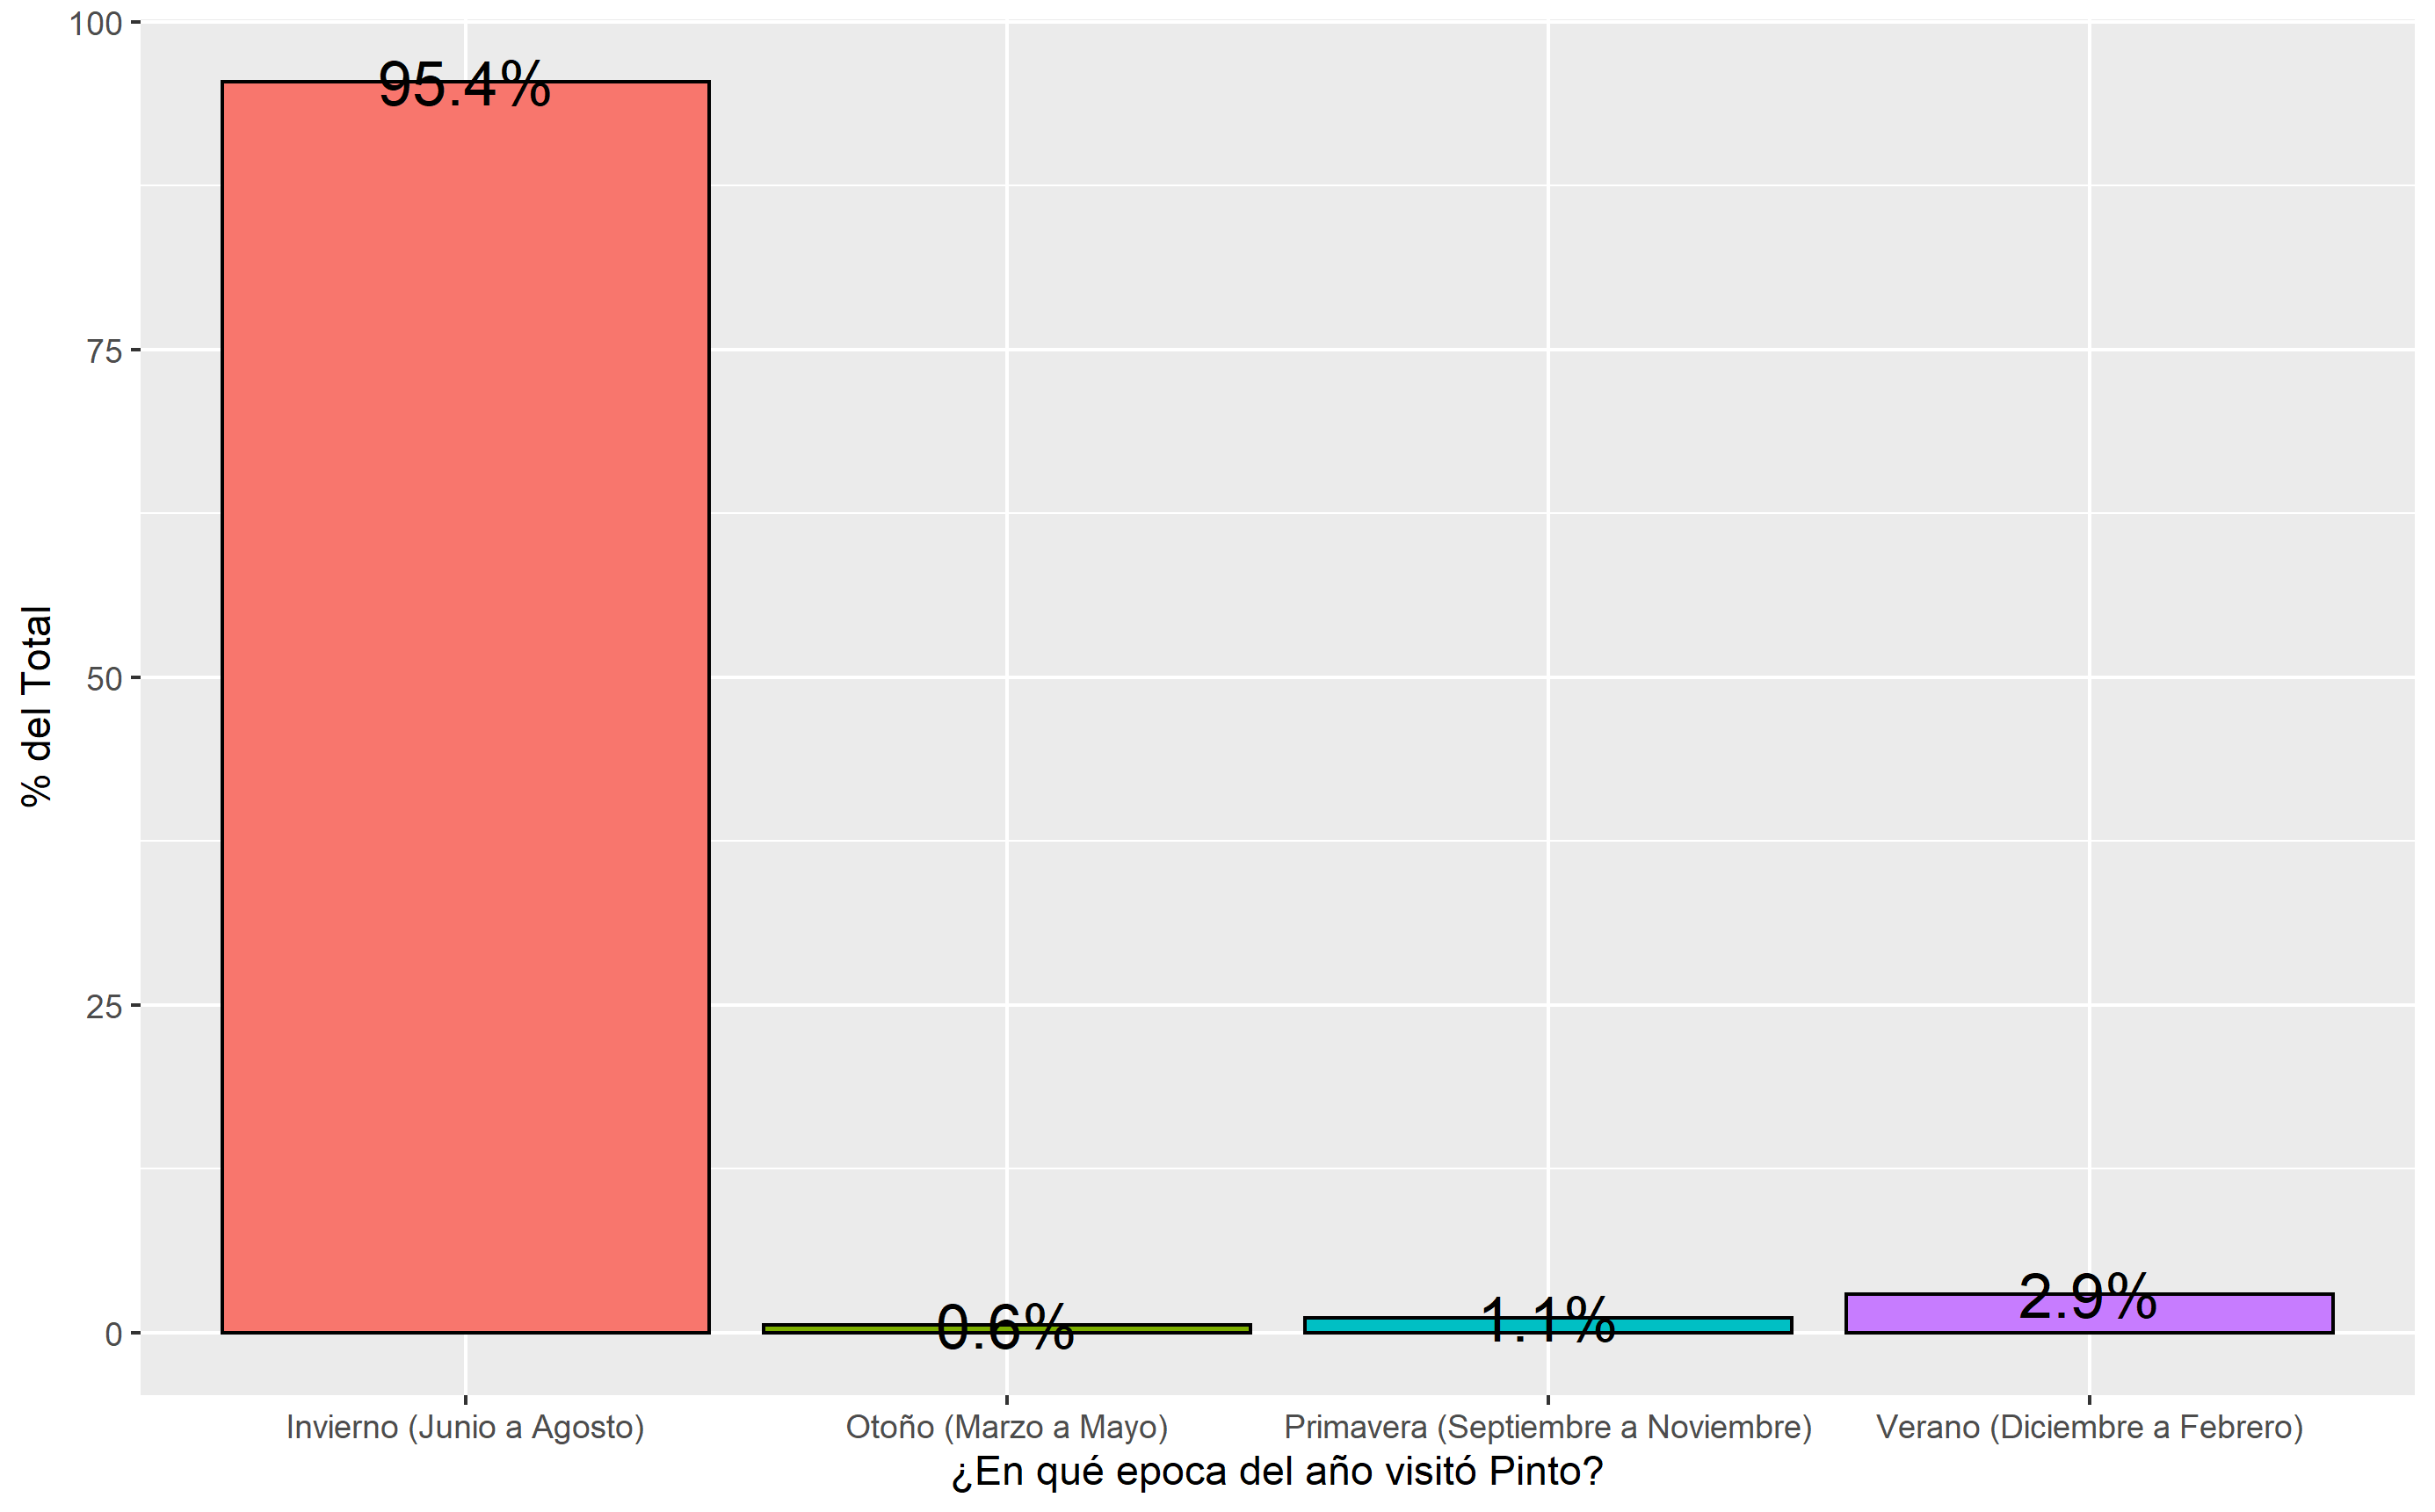 % del Total
100
75
50
25
0
95.4%
0.6%
1.1%
2.9%
Invierno (Junio a Agosto)
Otoño (Marzo a Mayo)
Primavera (Septiembre a Noviembre)
Verano (Diciembre a Febrero)
¿En qué epoca del año visitó Pinto?